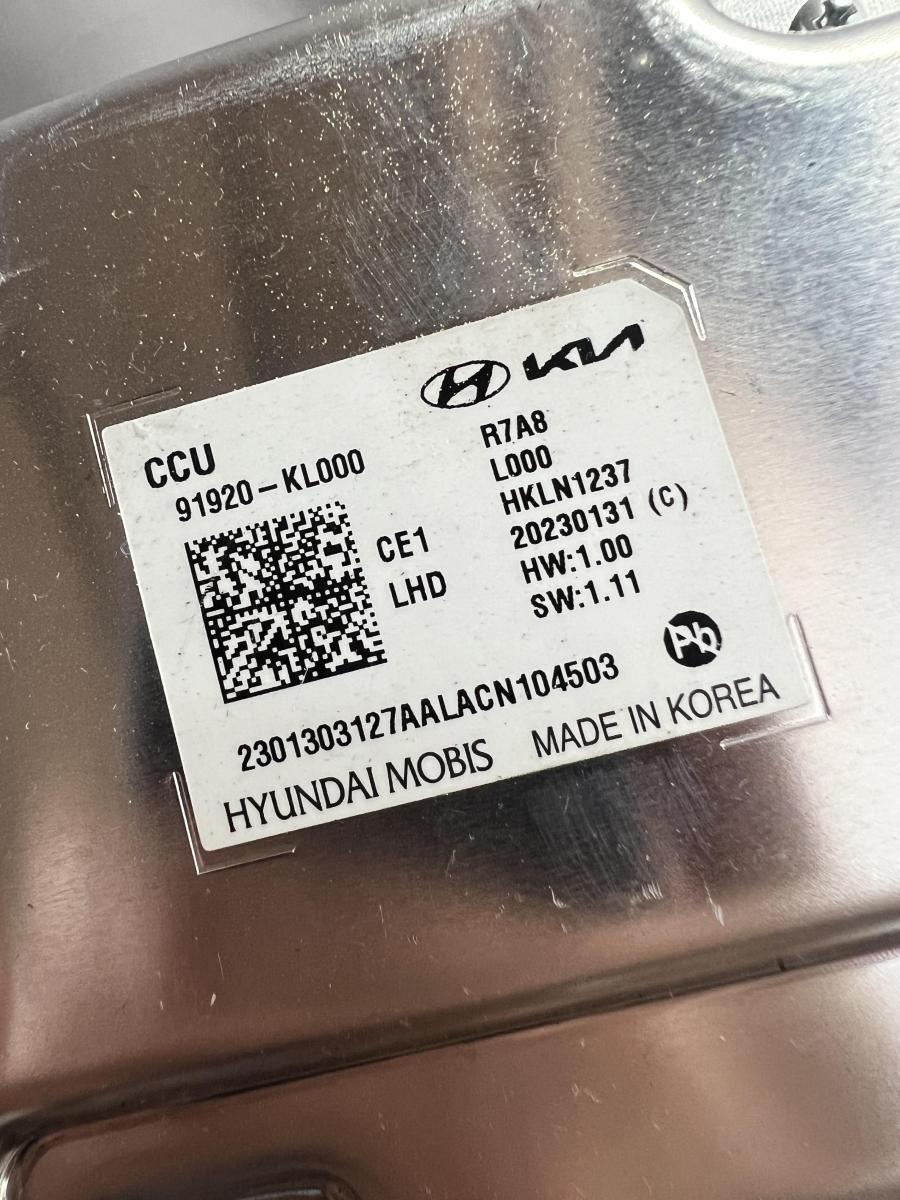 KIA
CCU
91920-KL000
CE1
LHD
R7A8
L000
HKLN1237
20230131 (C)
HW:1.00
SW:1.11
Pb
2301303127AALACN104503
HYUNDAI MOBIS MADE IN KOREA